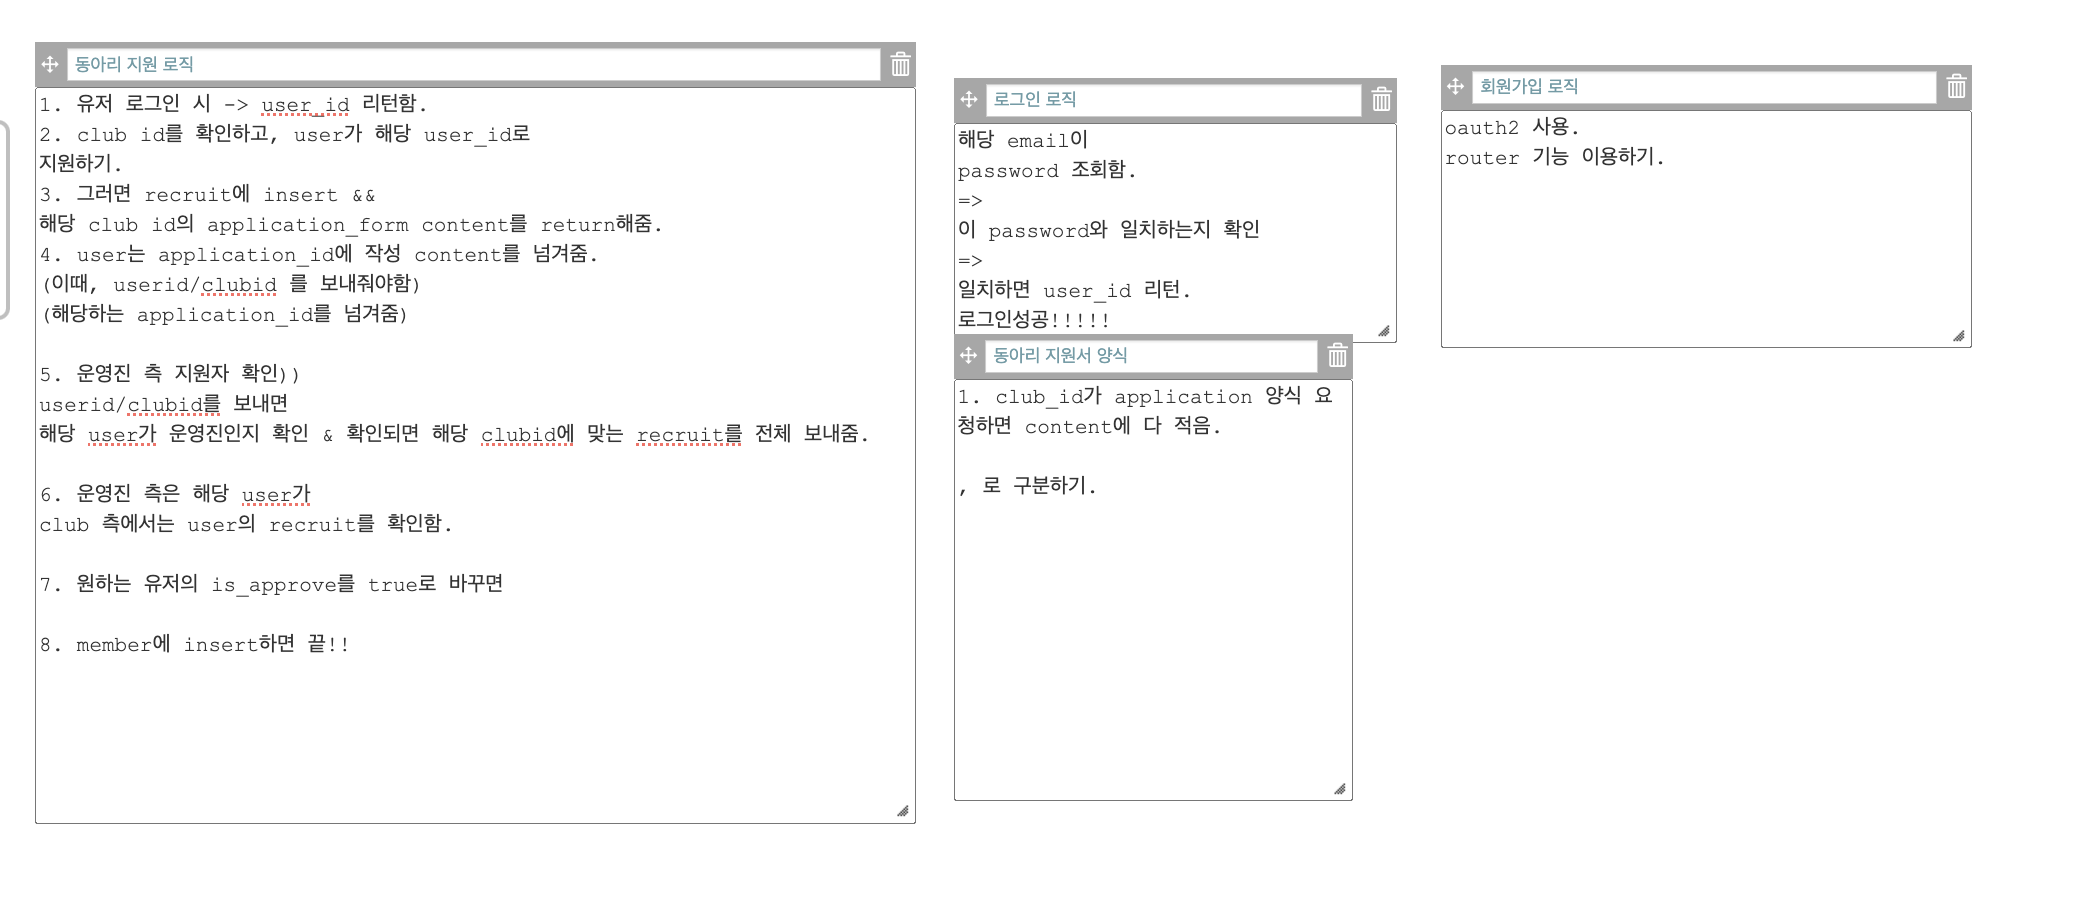 동아리 지원 로직
1. 유저 로그인 시 -> user_id 리턴함.
2. club id를 확인하고, user가 해당 user_id로
지원하기.
3. 그러면 recruit에 insert &&
해당 club id의 application_form content를 return해줌.
4. user는 application_id에 작성 content를 넘겨줌.
(이때, userid/clubid 를 보내줘야함)
(해당하는 application_id를 넘겨줌)
5. 운영진 측 지원자 확인))
userid/clubid를 보내면
해당 user가 운영진인지 확인 & 확인되면 해당 clubid에 맞는 recruit를 전체 보내줌.
6. 운영진 측은 해당 user가
club 측에서는 user의 recruit를 확인함.
7. 원하는 유저의 is_approve를 true로 바꾸면
8. member에 insert하면 끝!!
로그인 로직
해당 email이
password 조회함.
=>
이 password와 일치하는지 확인
=>
일치하면 user_id 리턴.
로그인성공!!!!!
동아리 지원서 양식
1. club_id가 application 양식 요
청하면 content에 다 적음.
, 로 구분하기.
회원가입 로직
oauth2 사용.
router 기능 이용하기.